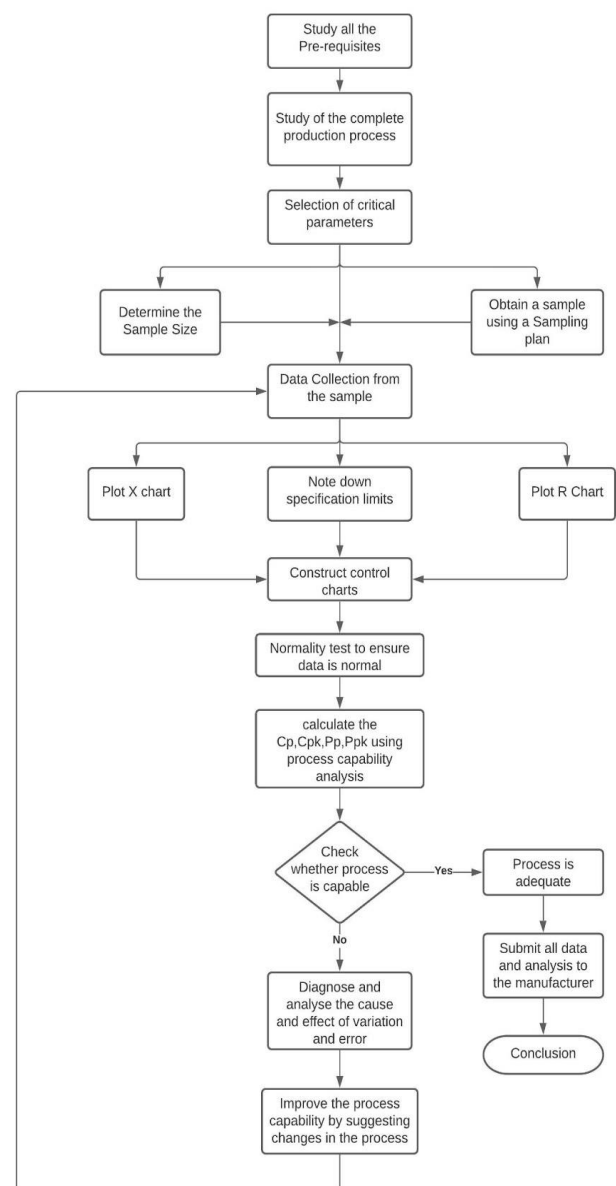 Study all the
Pre-requisites
Study of the complete
production process
Selection of critical
parameters
Determine the
Sample Size
Obtain a sample
using a Sampling
plan
Data Collection from
the sample
Plot X chart
Note down
specification limits
Plot R Chart
Construct control
charts
Normality test to ensure
data is normal
calculate the
Cp,Cpk,Pp,Ppk using
process capability
analysis
Check
whether process
is capable
Yes
Process is
adequate
No
Submit all data
and analysis to
the manufacturer
Diagnose and
analyse the cause
and effect of variation
and error
Conclusion
Improve the process
capability by suggesting
changes in the process